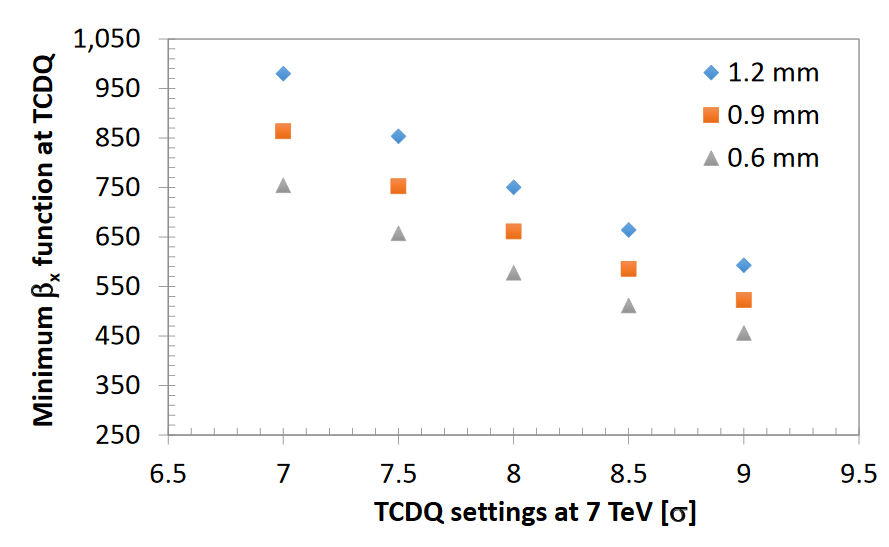 1,050
950
850
750
650
550
450
350
250
Minimum βx function at TCDQ
1.2 mm
0.9 mm
0.6 mm
6.5 7 7.5 8 8.5 9 9.5
TCDQ settings at 7 TeV [σ]